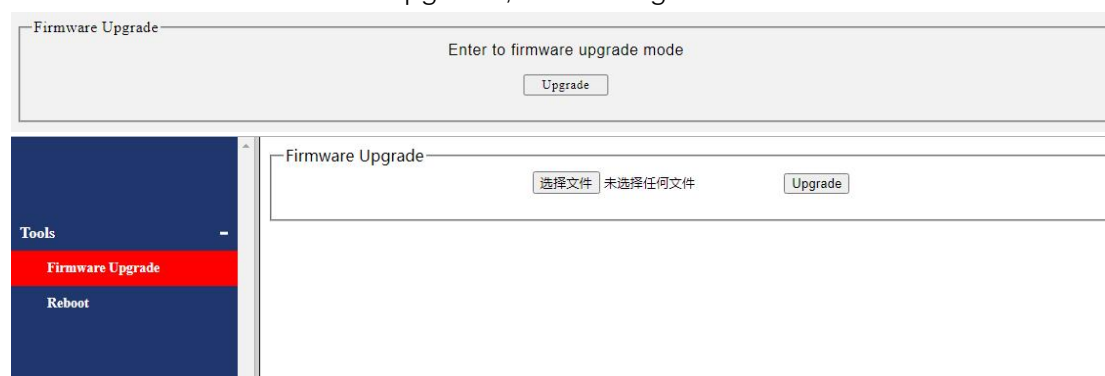 Firmware Upgrade
Enter to firmware upgrade mode
Upgrade
Firmware Upgrade
选择文件 未选择任何文件 Upgrade
Tools -
Firmware Upgrade
Reboot